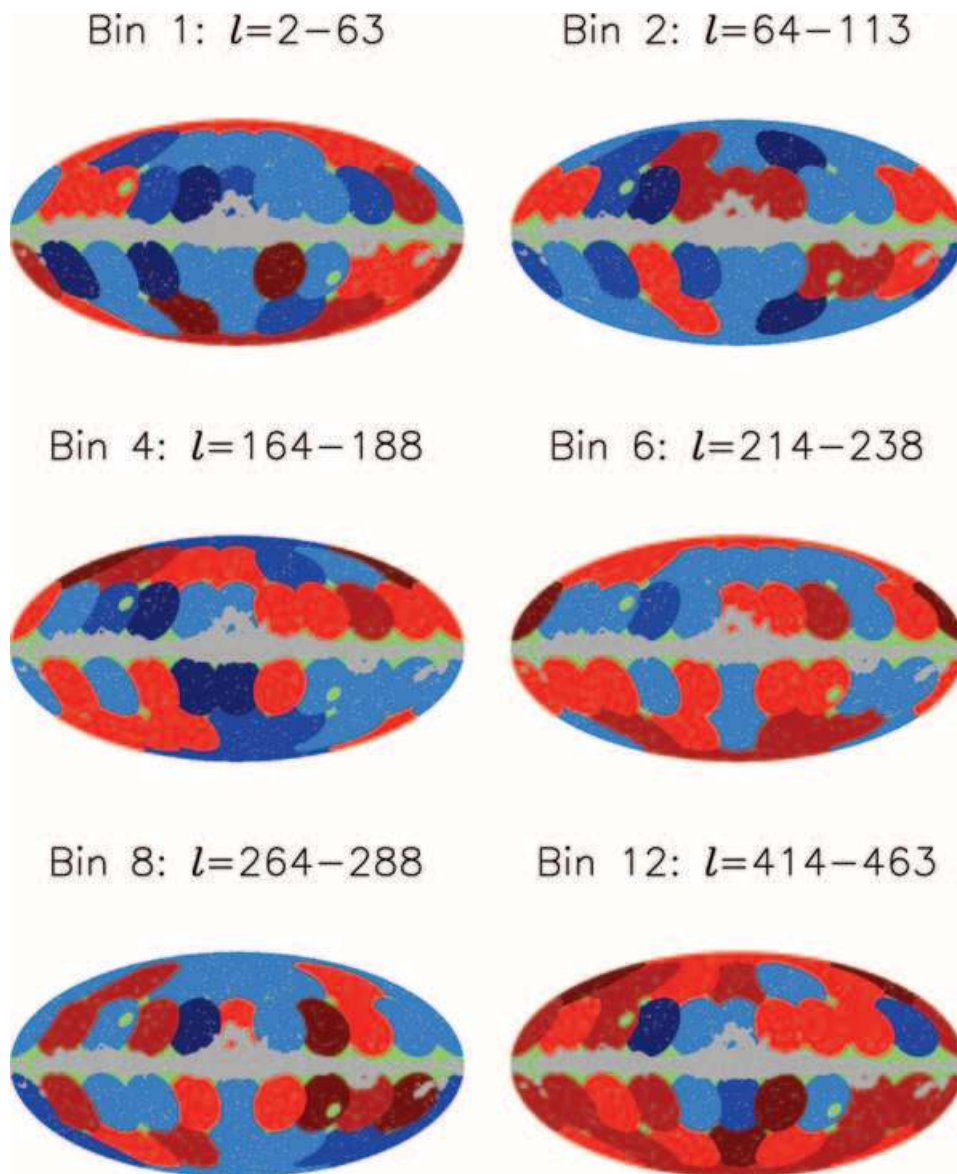 Bin 1: l=2−63
Bin 2: l=64−113
Bin 4: l=164−188
Bin 6: l=214−238
Bin 8: l=264−288
Bin 12: l=414−463